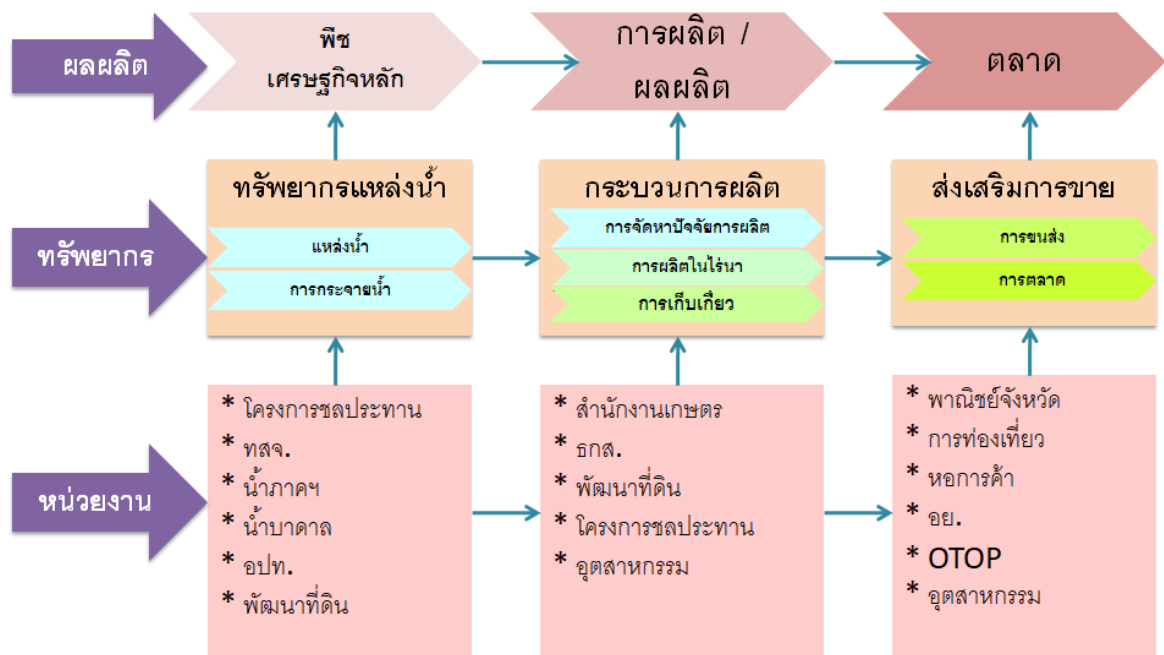 ผลผลิต
พืช
เศรษฐกิจหลัก
การผลิต /
ผลผลิต
ตลาด
ทรัพยากร
ทรัพยากรแหล่งน้ำ
แหล่งน้ำ
การกระจายน้ำ
กระบวนการผลิต
การจัดหาปัจจัยการผลิต
การผลิตในไร่นา
การเก็บเกี่ยว
ส่งเสริมการขาย
การขนส่ง
การตลาด
หน่วยงาน
* โครงการชลประทาน
* ทสจ.
* น้ำภาคฯ
* น้ำบาดาล
* อปท.
* พัฒนาที่ดิน
* สำนักงานเกษตร
* ธกส.
* พัฒนาที่ดิน
* โครงการชลประทาน
* อุตสาหกรรม
* พาณิชย์จังหวัด
* การท่องเที่ยว
* หอการค้า
* อย.
* OTOP
* อุตสาหกรรม